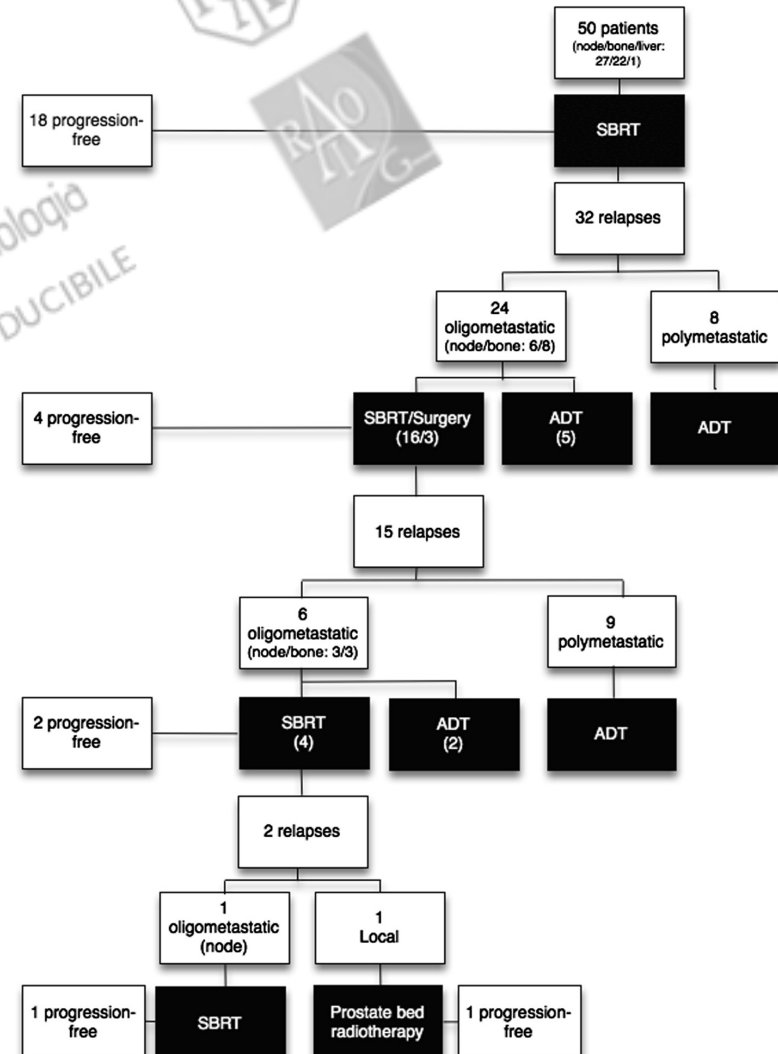 50 patients
(node/bone/liver:
27/22/1)
18 progression-
free
SBRT
32 relapses
24
oligometastatic
(node/bone: 6/8)
8
polymetastatic
4 progression-
free
SBRT/Surgery
(16/3)
ADT
(5)
ADT
15 relapses
6
oligometastatic
(node/bone: 3/3)
9
polymetastatic
2 progression-
free
SBRT
(4)
ADT
(2)
ADT
2 relapses
1
oligometastatic
(node)
1
Local
1 progression-
free
SBRT
Prostate bed
radiotherapy
1 progression-
free
ologia
DUCIBILE